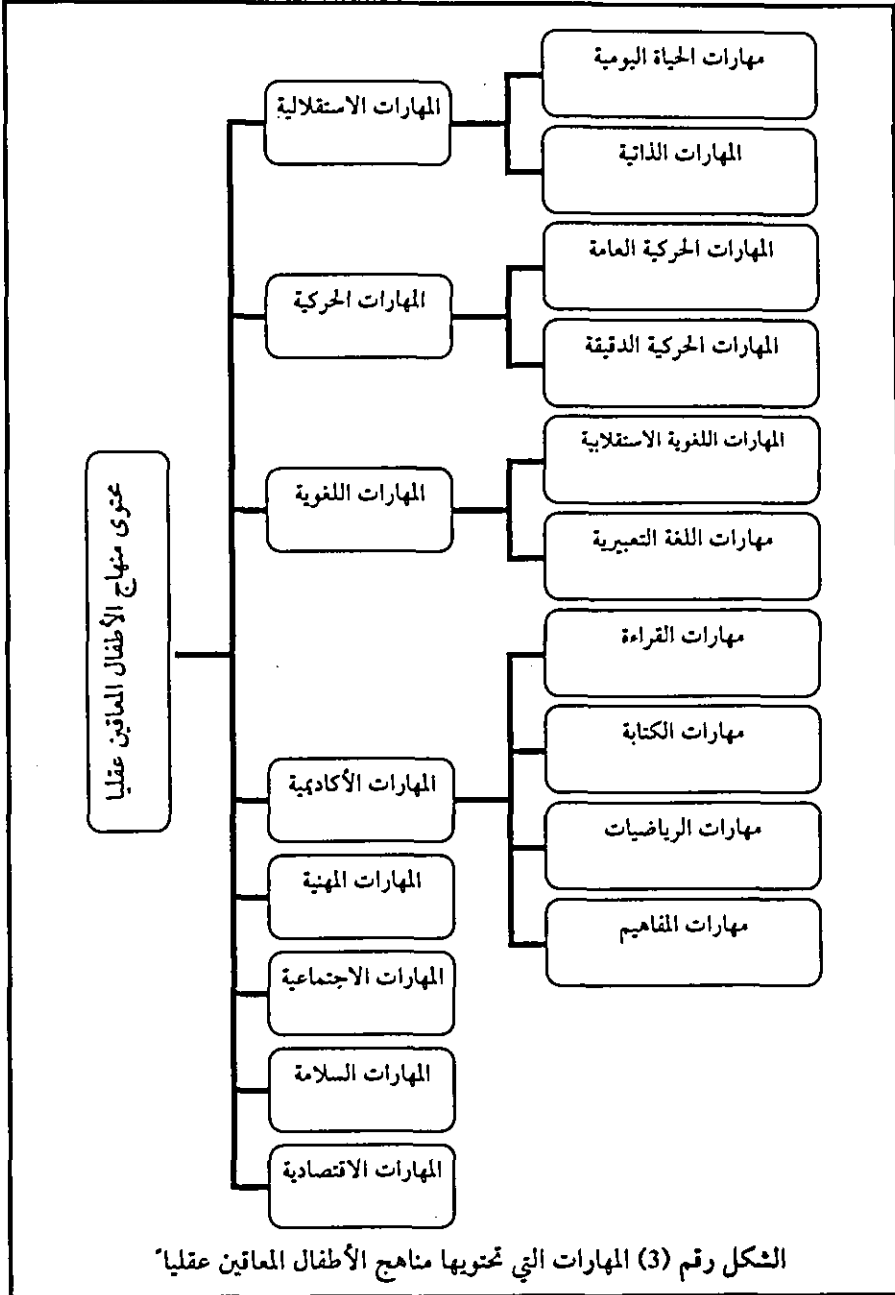 محتوى منهاج الأطفال المعاقين عقليا
المهارات الاستقلالية
مهارات الحياة اليومية
المهارات الذاتية
المهارات الحركية
المهارات الحركية العامة
المهارات الحركية الدقيقة
المهارات اللغوية
المهارات اللغوية الاستقلابية
مهارات اللغة التعبيرية
المهارات الأكاديمية
مهارات القراءة
مهارات الكتابة
مهارات الرياضيات
مهارات المفاهيم
المهارات المهنية
المهارات الاجتماعية
المهارات السلامة
المهارات الاقتصادية
الشكل رقم (3) المهارات التي تحتويها مناهج الأطفال المعاقين عقلياً